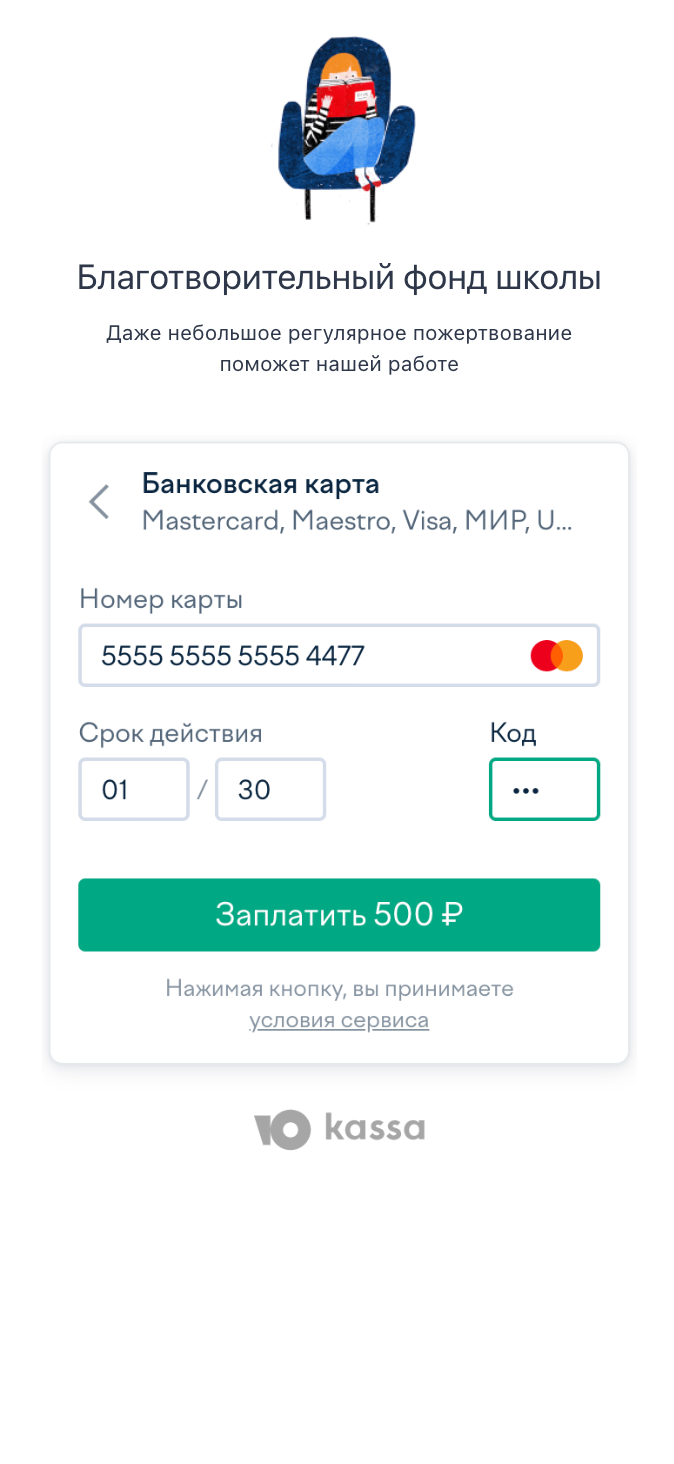 Благотворительный фонд школы
Даже небольшое регулярное пожертвование
поможет нашей работе
Банковская карта
Mastercard, Maestro, Visa, МИР, U...
Номер карты
5555 5555 5555 4477
Срок действия
Код
01 / 30
•••
Заплатить 500 ₽
Нажимая кнопку, вы принимаете
условия сервиса
Ю kassa